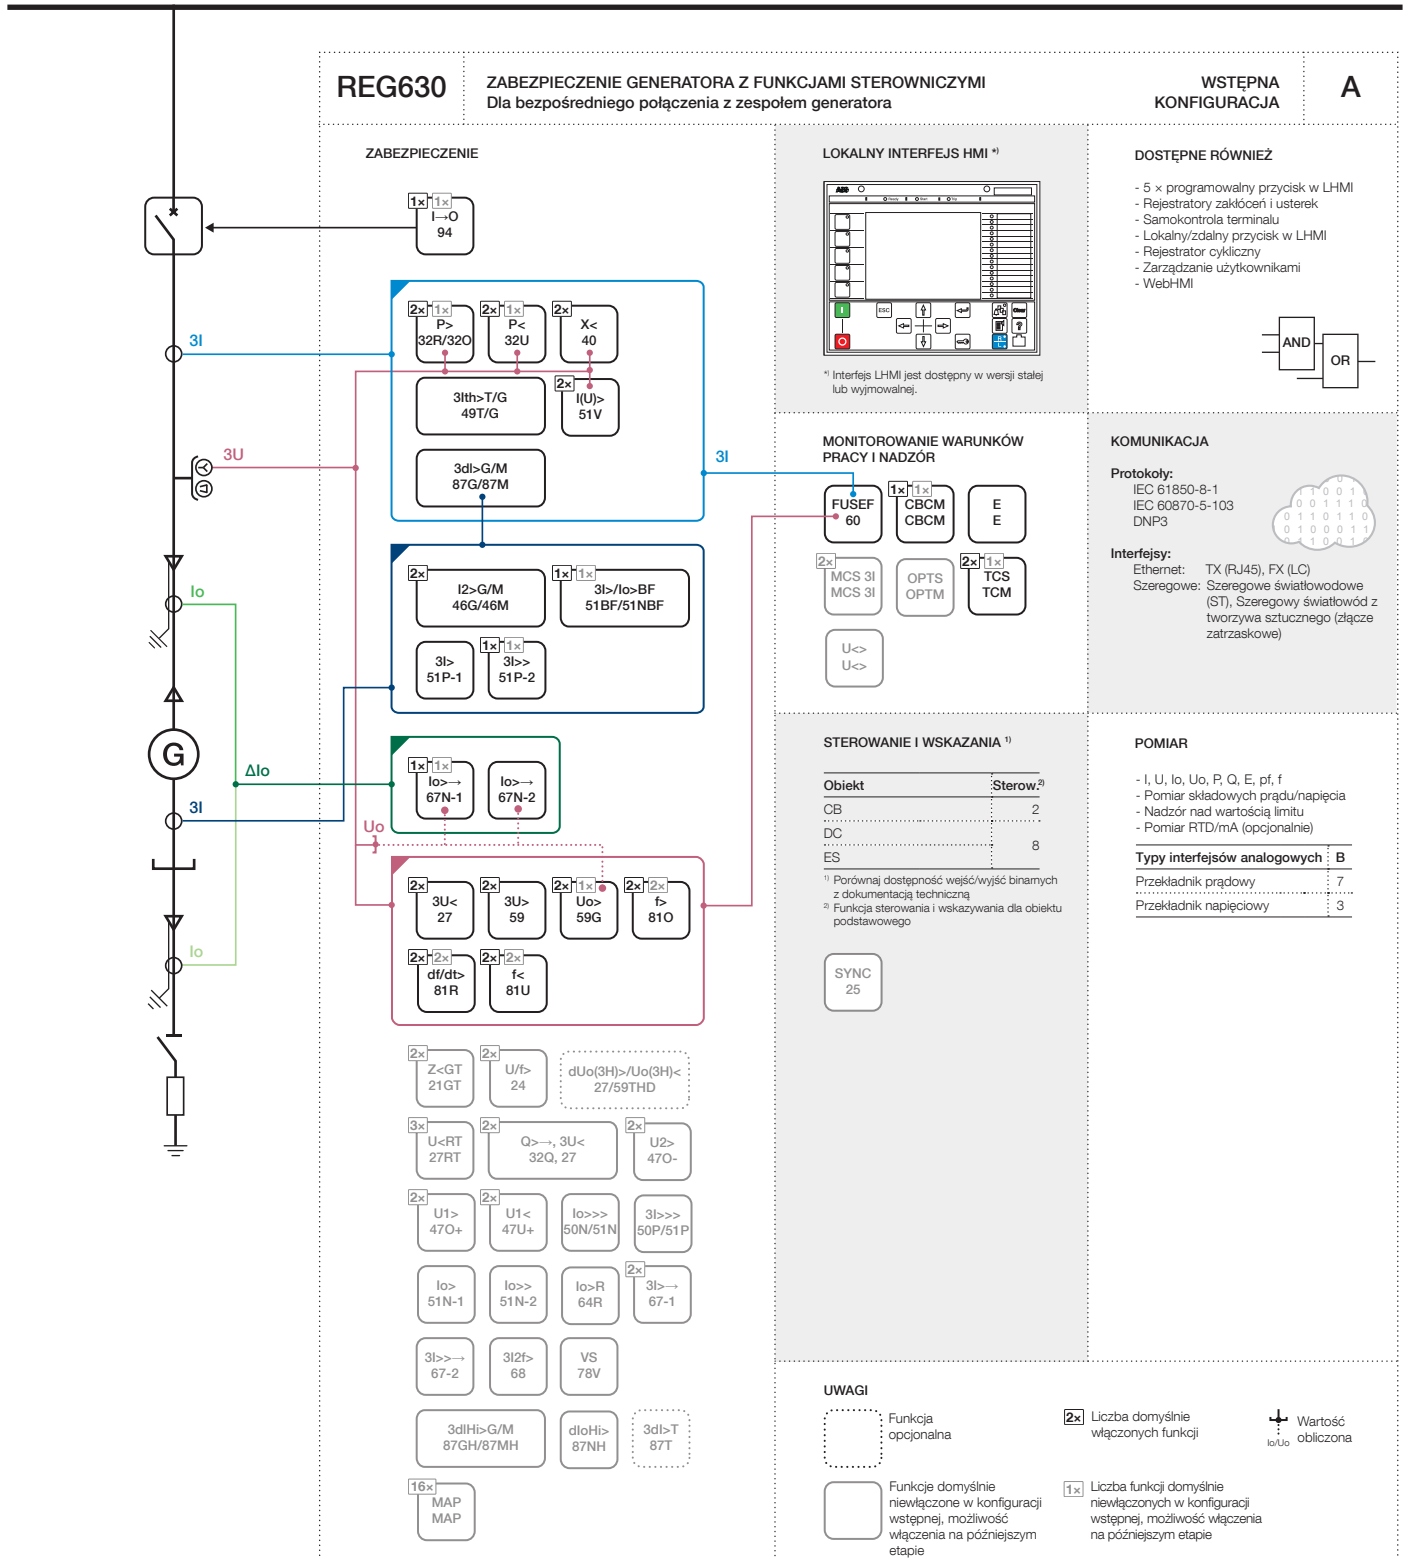 REG630
ZABEZPIECZENIE GENERATORA Z FUNKCJAMI STEROWNICZYMI
Dla bezpośredniego połączenia z zespołem generatora
WSTĘPNA
KONFIGURACJA
A
ZABEZPIECZENIE
1× 1×
I→O
94
3I
2× 1×
P>
32R/32O
2× 1×
P<
32U
2×
X<
40
3Ith>T/G
49T/G
2×
I(U)>
51V
3dI>G/M
87G/87M
3U
3I
2×
I2>G/M
46G/46M
1× 1×
3I>/Io>BF
51BF/51NBF
3I>
51P-1
1× 1×
3I>>
51P-2
Io
G
ΔIo
3I
1× 1×
Io>→
67N-1
Io>→
67N-2
Uo
2×
3U<
27
2×
3U>
59
2× 1×
Uo>
59G
2× 2×
f>
81O
2× 2×
df/dt>
81R
2× 2×
f<
81U
Io
2×
Z<GT
21GT
2×
U/f>
24
dUo(3H)>/Uo(3H)<
27/59THD
3×
U<RT
27RT
2×
Q>→, 3U<
32Q, 27
2×
U2>
47O-
2×
U1>
47O+
2×
U1<
47U+
Io>>>
50N/51N
3I>>>
50P/51P
Io>
51N-1
Io>>
51N-2
Io>R
64R
2×
3I>→
67-1
3I>>→
67-2
3I2f>
68
VS
78V
3dIHi>G/M
87GH/87MH
dIoHi>
87NH
3dI>T
87T
16×
MAP
MAP
LOKALNY INTERFEJS HMI *)
ABB
Ready
Start
Trip
ESC
Clear
?
I
O
R
L
*) Interfejs LHMI jest dostępny w wersji stałej
lub wyjmowalnej.
DOSTĘPNE RÓWNIEŻ
- 5 × programowalny przycisk w LHMI
- Rejestratory zakłóceń i usterek
- Samokontrola terminalu
- Lokalny/zdalny przycisk w LHMI
- Rejestrator cykliczny
- Zarządzanie użytkownikami
- WebHMI
AND
OR
MONITOROWANIE WARUNKÓW
PRACY I NADZÓR
FUSEF
60
1× 1×
CBCM
CBCM
E
E
2×
MCS 3I
MCS 3I
OPTS
OPTM
2× 1×
TCS
TCM
U<>
U<>
KOMUNIKACJA
Protokoły:
IEC 61850-8-1
IEC 60870-5-103
DNP3
Interfejsy:
Ethernet: TX (RJ45), FX (LC)
Szeregowe: Szeregowe światłowodowe
(ST), Szeregowy światłowód z
tworzywa sztucznego (złącze
zatrzaskowe)
STEROWANIE I WSKAZANIA 1)
Obiekt Sterow.2)
CB 2
DC
8
ES
1) Porównaj dostępność wejść/wyjść binarnych
z dokumentacją techniczną
2) Funkcja sterowania i wskazywania dla obiektu
podstawowego
SYNC
25
POMIAR
- I, U, Io, Uo, P, Q, E, pf, f
- Pomiar składowych prądu/napięcia
- Nadzór nad wartością limitu
- Pomiar RTD/mA (opcjonalnie)
Typy interfejsów analogowych B
Przekładnik prądowy 7
Przekładnik napięciowy 3
UWAGI
Funkcja
opcjonalna
2× Liczba domyślnie
włączonych funkcji
Io/Uo
Wartość
obliczona
Funkcje domyślnie
niewłączone w konfiguracji
wstępnej, możliwość
włączenia na późniejszym
etapie
1× Liczba funkcji domyślnie
niewłączonych w konfiguracji
wstępnej, możliwość włączenia
na późniejszym etapie